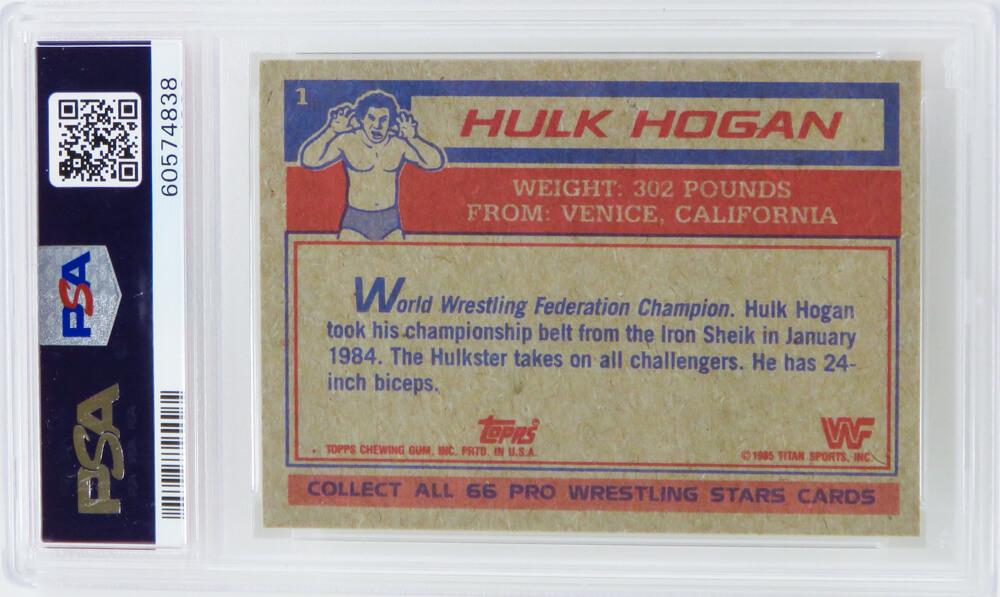 60574838
PSA
PSA
1
HULK HOGAN
WEIGHT: 302 POUNDS
FROM: VENICE, CALIFORNIA
World Wrestling Federation Champion. Hulk Hogan
took his championship belt from the Iron Sheik in January
1984. The Hulkster takes on all challengers. He has 24-
inch biceps.
TOPPS
WF
TOPPS CHEWING GUM, INC. PRTD. IN U.S.A.
© 1985 TITAN SPORTS, INC.
COLLECT ALL 66 PRO WRESTLING STARS CARDS